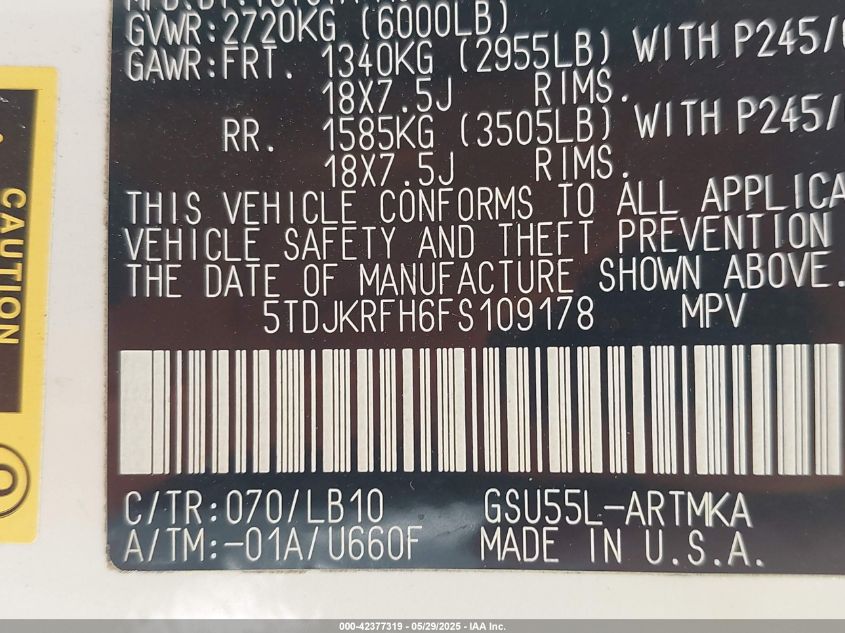 GVWR:2720KG (6000LB)
GAWR:FRT. 1340KG (2955LB) WITH P245/
18X7.5J RIMS.
RR. 1585KG (3505LB) WITH P245/
18X7.5J RIMS.
THIS VEHICLE CONFORMS TO ALL APPLICA
VEHICLE SAFETY AND THEFT PREVENTION
THE DATE OF MANUFACTURE SHOWN ABOVE.
5TDJKRFH6FS109178 MPV
C/TR:070/LB10 GSU55L-ARTMKA
A/TM:-01A/U660F MADE IN U.S.A.
CAUTION
000-42377319 - 05/29/2025 - IAA Inc.